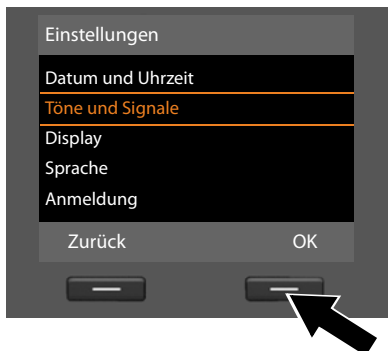 Einstellungen
Datum und Uhrzeit
Töne und Signale
Display
Sprache
Anmeldung
Zurück OK